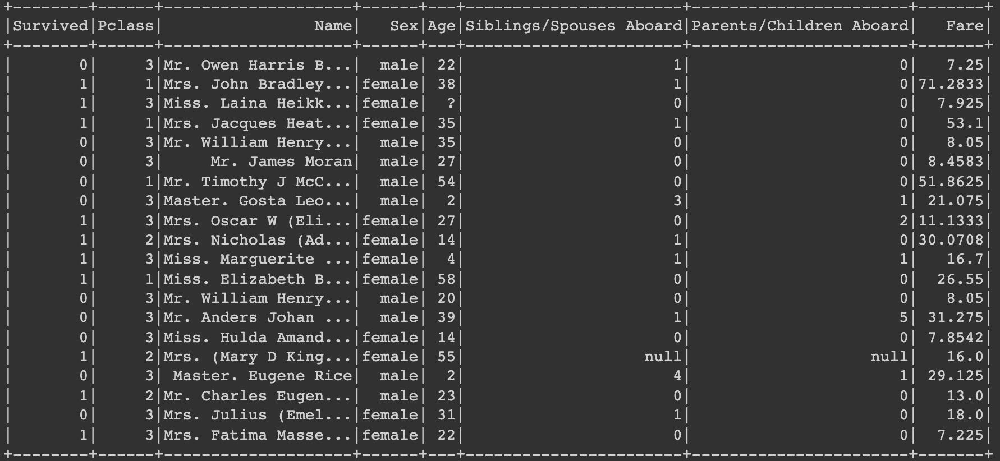 +--------+------+--------------------+------+---+-----------------------+-----------------------+-------+
|Survived|Pclass|                Name|   Sex|Age|Siblings/Spouses Aboard|Parents/Children Aboard|   Fare|
+--------+------+--------------------+------+---+-----------------------+-----------------------+-------+
|       0|     3|Mr. Owen Harris B...|  male| 22|                      1|                      0|   7.25|
|       1|     1|Mrs. John Bradley...|female| 38|                      1|                      0|71.2833|
|       1|     3|Miss. Laina Heikk...|female|  ?|                      0|                      0|  7.925|
|       1|     1|Mrs. Jacques Heat...|female| 35|                      1|                      0|   53.1|
|       0|     3|Mr. William Henry...|  male| 35|                      0|                      0|   8.05|
|       0|     3|     Mr. James Moran|  male| 27|                      0|                      0| 8.4583|
|       0|     1|Mr. Timothy J McC...|  male| 54|                      0|                      0|51.8625|
|       0|     3|Master. Gosta Leo...|  male|  2|                      3|                      1| 21.075|
|       1|     3|Mrs. Oscar W (Eli...|female| 27|                      0|                      2|11.1333|
|       1|     2|Mrs. Nicholas (Ad...|female| 14|                      1|                      0|30.0708|
|       1|     3|Miss. Marguerite ...|female|  4|                      1|                      1|   16.7|
|       1|     1|Miss. Elizabeth B...|female| 58|                      0|                      0|  26.55|
|       0|     3|Mr. William Henry...|  male| 20|                      0|                      0|   8.05|
|       0|     3|Mr. Anders Johan ...|  male| 39|                      1|                      5| 31.275|
|       0|     3|Miss. Hulda Amand...|female| 14|                      0|                      0| 7.8542|
|       1|     2|Mrs. (Mary D King...|female| 55|                   null|                   null|   16.0|
|       0|     3| Master. Eugene Rice|  male|  2|                      4|                      1| 29.125|
|       1|     2|Mr. Charles Eugen...|  male| 23|                      0|                      0|   13.0|
|       0|     3|Mrs. Julius (Emel...|female| 31|                      1|                      0|   18.0|
|       1|     3|Mrs. Fatima Masse...|female| 22|                      0|                      0|  7.225|
+--------+------+--------------------+------+---+-----------------------+-----------------------+-------+